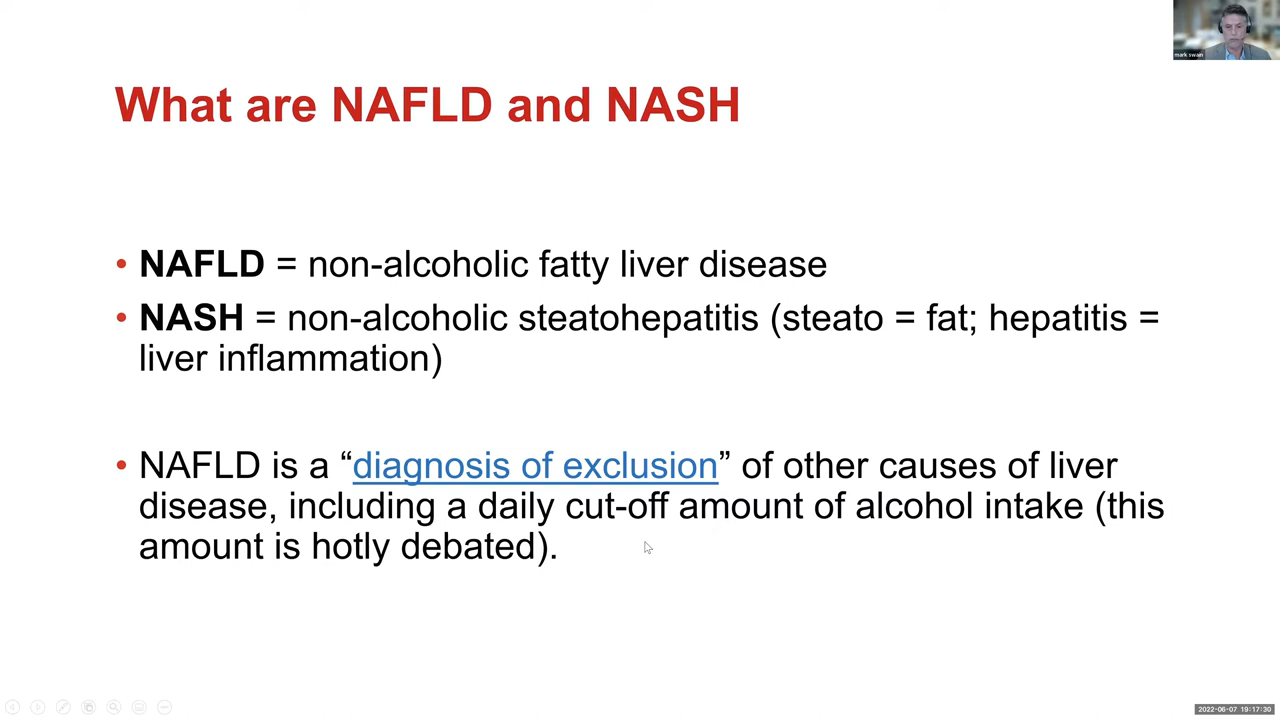 mark swain
What are NAFLD and NASH
• NAFLD = non-alcoholic fatty liver disease
• NASH = non-alcoholic steatohepatitis (steato = fat; hepatitis =
liver inflammation)
• NAFLD is a “diagnosis of exclusion” of other causes of liver
disease, including a daily cut-off amount of alcohol intake (this
amount is hotly debated).
2022-06-07 19:17:30